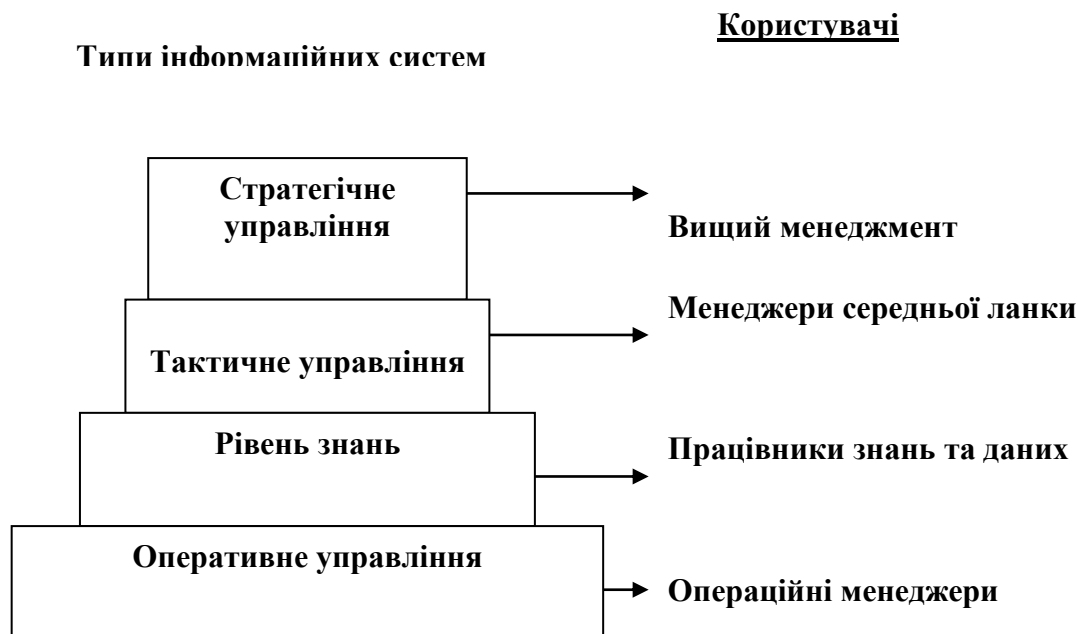 Користувачі
Типи інформаційних систем
Стратегічне
управління
Вищий менеджмент
Менеджери середньої ланки
Тактичне управління
Рівень знань
Працівники знань та даних
Оперативне управління
Операційні менеджери